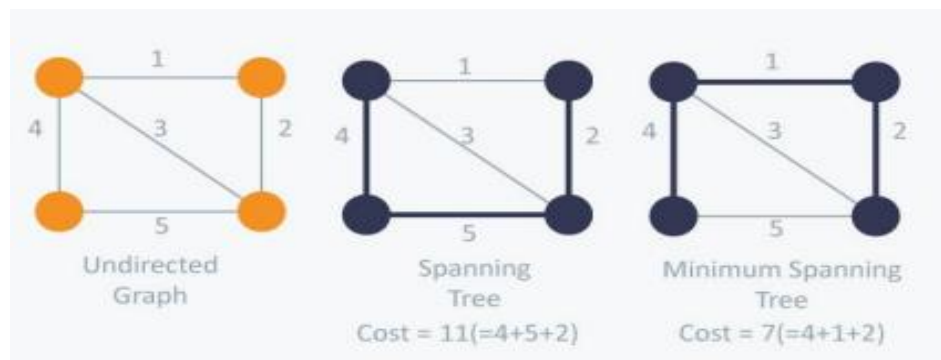 1
4
3
2
5
Undirected
Graph
1
4
3
2
5
Spanning
Tree
Cost = 11(=4+5+2)
1
4
3
2
5
Minimum Spanning
Tree
Cost = 7(=4+1+2)